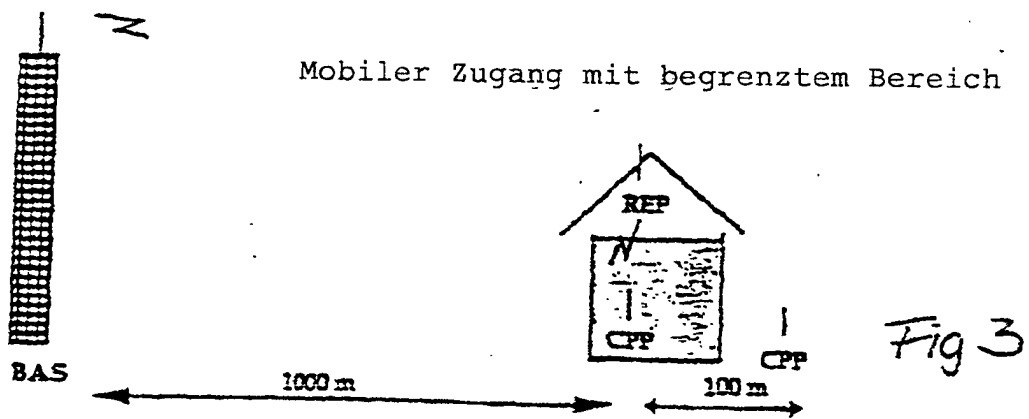 Mobiler Zugang mit begrenztem Bereich
REP
CPP
CPP
Fig 3
BAS
1000 m
100 m